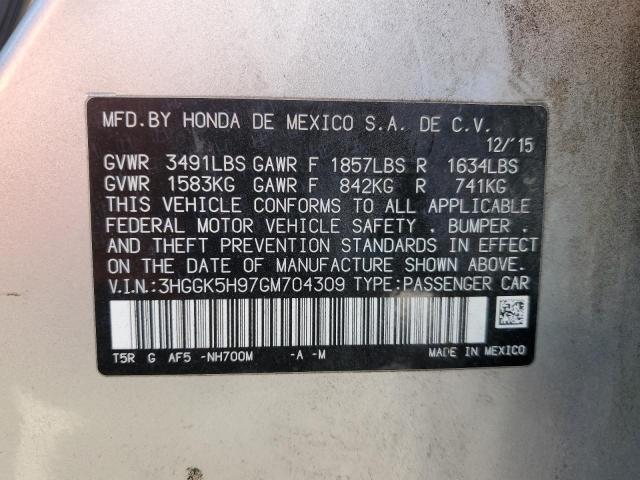 MFD.BY HONDA DE MEXICO S.A. DE C.V.
12/'15
GVWR 3491LBS GAWR F 1857LBS R 1634LBS
GVWR 1583KG GAWR F 842KG R 741KG
THIS VEHICLE CONFORMS TO ALL APPLICABLE
FEDERAL MOTOR VEHICLE SAFETY . BUMPER .
AND THEFT PREVENTION STANDARDS IN EFFECT
ON THE DATE OF MANUFACTURE SHOWN ABOVE.
V.I.N.:3HGGK5H97GM704309 TYPE:PASSENGER CAR
T5R G AF5 -NH700M -A -M MADE IN MEXICO